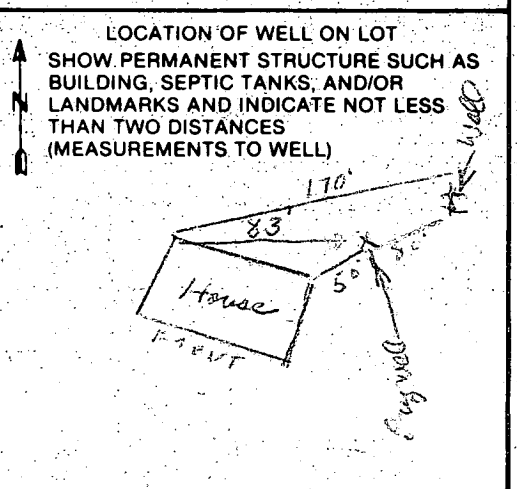 LOCATION OF WELL ON LOT
SHOW PERMANENT STRUCTURE SUCH AS
BUILDING, SEPTIC TANKS, AND/OR
N LANDMARKS AND INDICATE NOT LESS
THAN TWO DISTANCES
(MEASUREMENTS TO WELL)
Well
170'
83'
50
House
FRONT